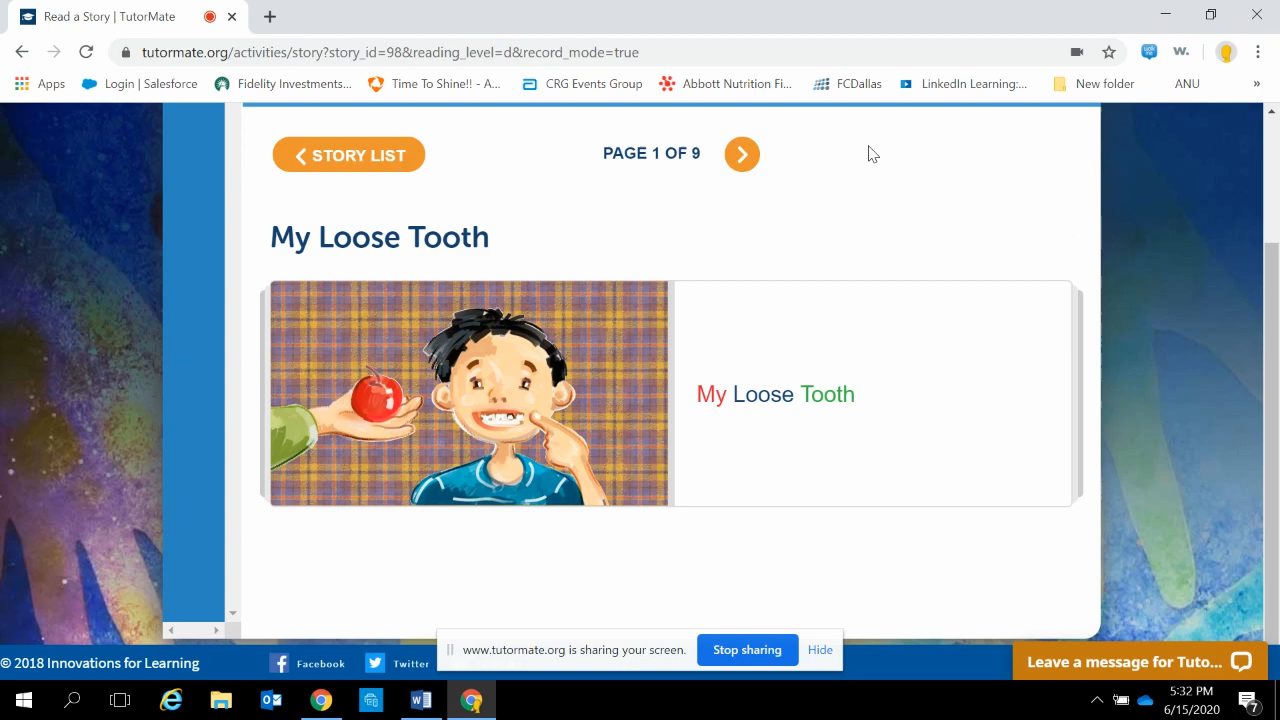 Read a Story | TutorMate
tutormate.org/activities/story?story_id=98&reading_level=d&record_mode=true
Apps
Login | Salesforce
Fidelity Investments...
Time To Shine!! - A...
CRG Events Group
Abbott Nutrition Fi...
FCDallas
LinkedIn Learning:...
New folder
ANU
»
STORY LIST
PAGE 1 OF 9
My Loose Tooth
My Loose Tooth
www.tutormate.org is sharing your screen.
Stop sharing
Hide
© 2018 Innovations for Learning
Facebook
Twitter
Leave a message for Tuto...
5:32 PM
6/15/2020
7